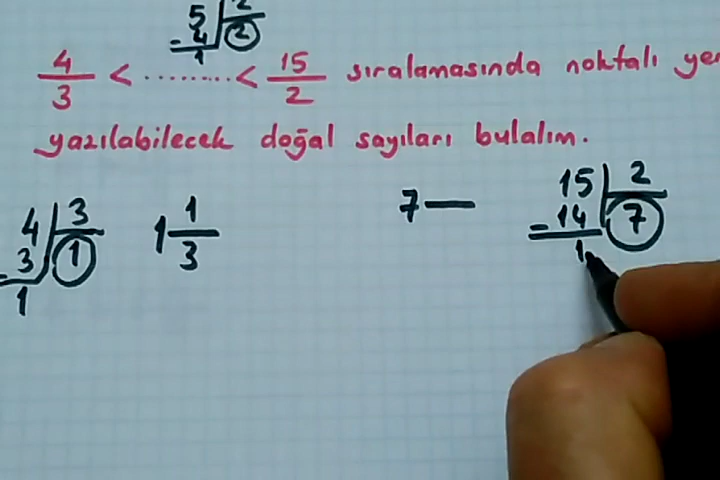 5 2
- 4 2
1
4/3 < ......... < 15/2 sıralamasında noktalı
yazılabilecek doğal sayıları bulalım.
4 3
- 3 1
1
1 1/3
7 —
15 2
- 14 7
1